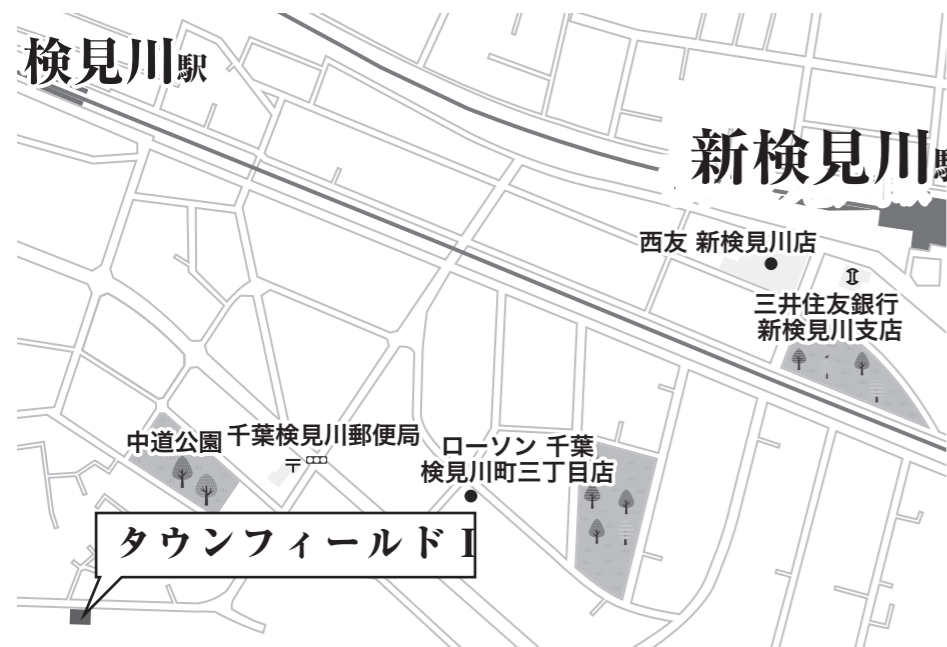 検見川駅
新検見川駅
西友 新検見川店
三井住友銀行
新検見川支店
中道公園
千葉検見川郵便局
〒
ローソン 千葉
検見川町三丁目店
タウンフィールドI